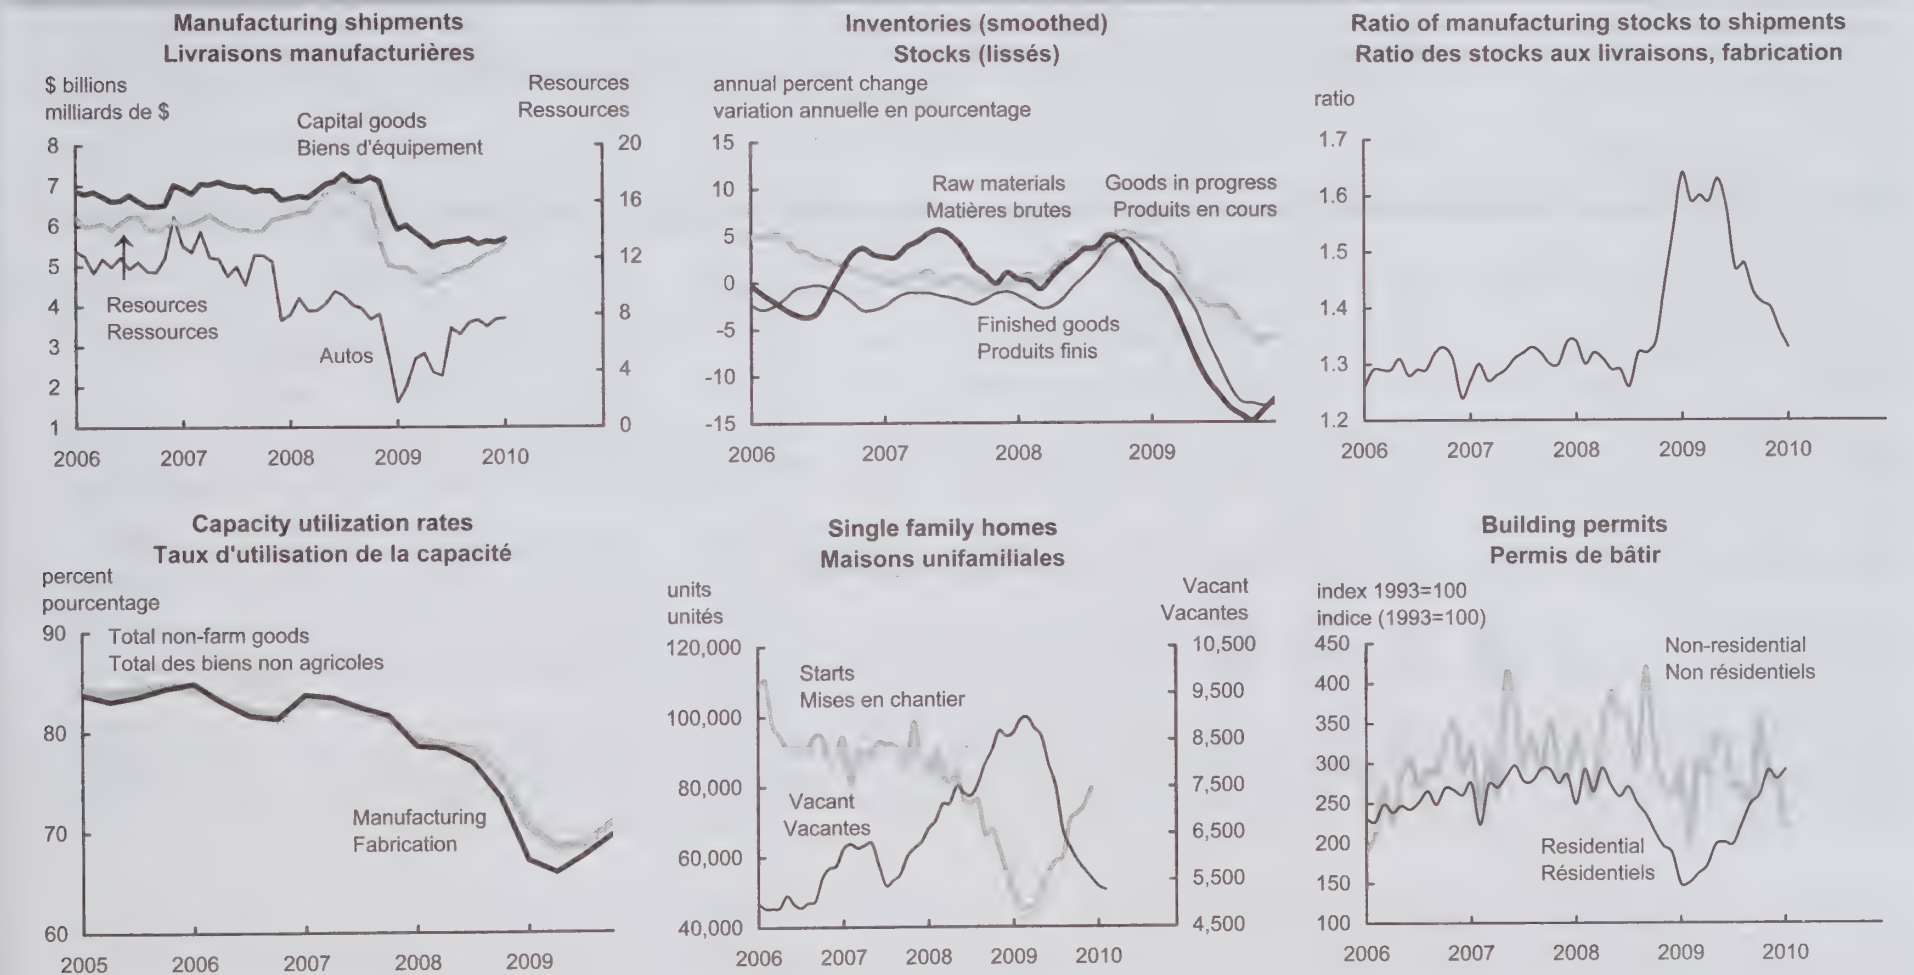 Manufacturing shipments
Livraisons manufacturières
$ billions
milliards de $
Resources
Ressources
Capital goods
Biens d'équipement
8
7
6
5
4
3
2
1
20
16
12
8
4
0
Resources
Ressources
Autos
2006 2007 2008 2009 2010
Inventories (smoothed)
Stocks (lissés)
annual percent change
variation annuelle en pourcentage
15
10
5
0
-5
-10
-15
Raw materials
Matières brutes
Goods in progress
Produits en cours
Finished goods
Produits finis
2006 2007 2008 2009
Ratio of manufacturing stocks to shipments
Ratio des stocks aux livraisons, fabrication
ratio
1.7
1.6
1.5
1.4
1.3
1.2
2006 2007 2008 2009 2010
Capacity utilization rates
Taux d'utilisation de la capacité
percent
pourcentage
90
80
70
60
Total non-farm goods
Total des biens non agricoles
Manufacturing
Fabrication
2005 2006 2007 2008 2009
Single family homes
Maisons unifamiliales
units
unités
Vacant
Vacantes
120,000
100,000
80,000
60,000
40,000
10,500
9,500
8,500
7,500
6,500
5,500
4,500
Starts
Mises en chantier
Vacant
Vacantes
2006 2007 2008 2009 2010
Building permits
Permis de bâtir
index 1993=100
indice (1993=100)
450
400
350
300
250
200
150
100
Non-residential
Non résidentiels
Residential
Résidentiels
2006 2007 2008 2009 2010